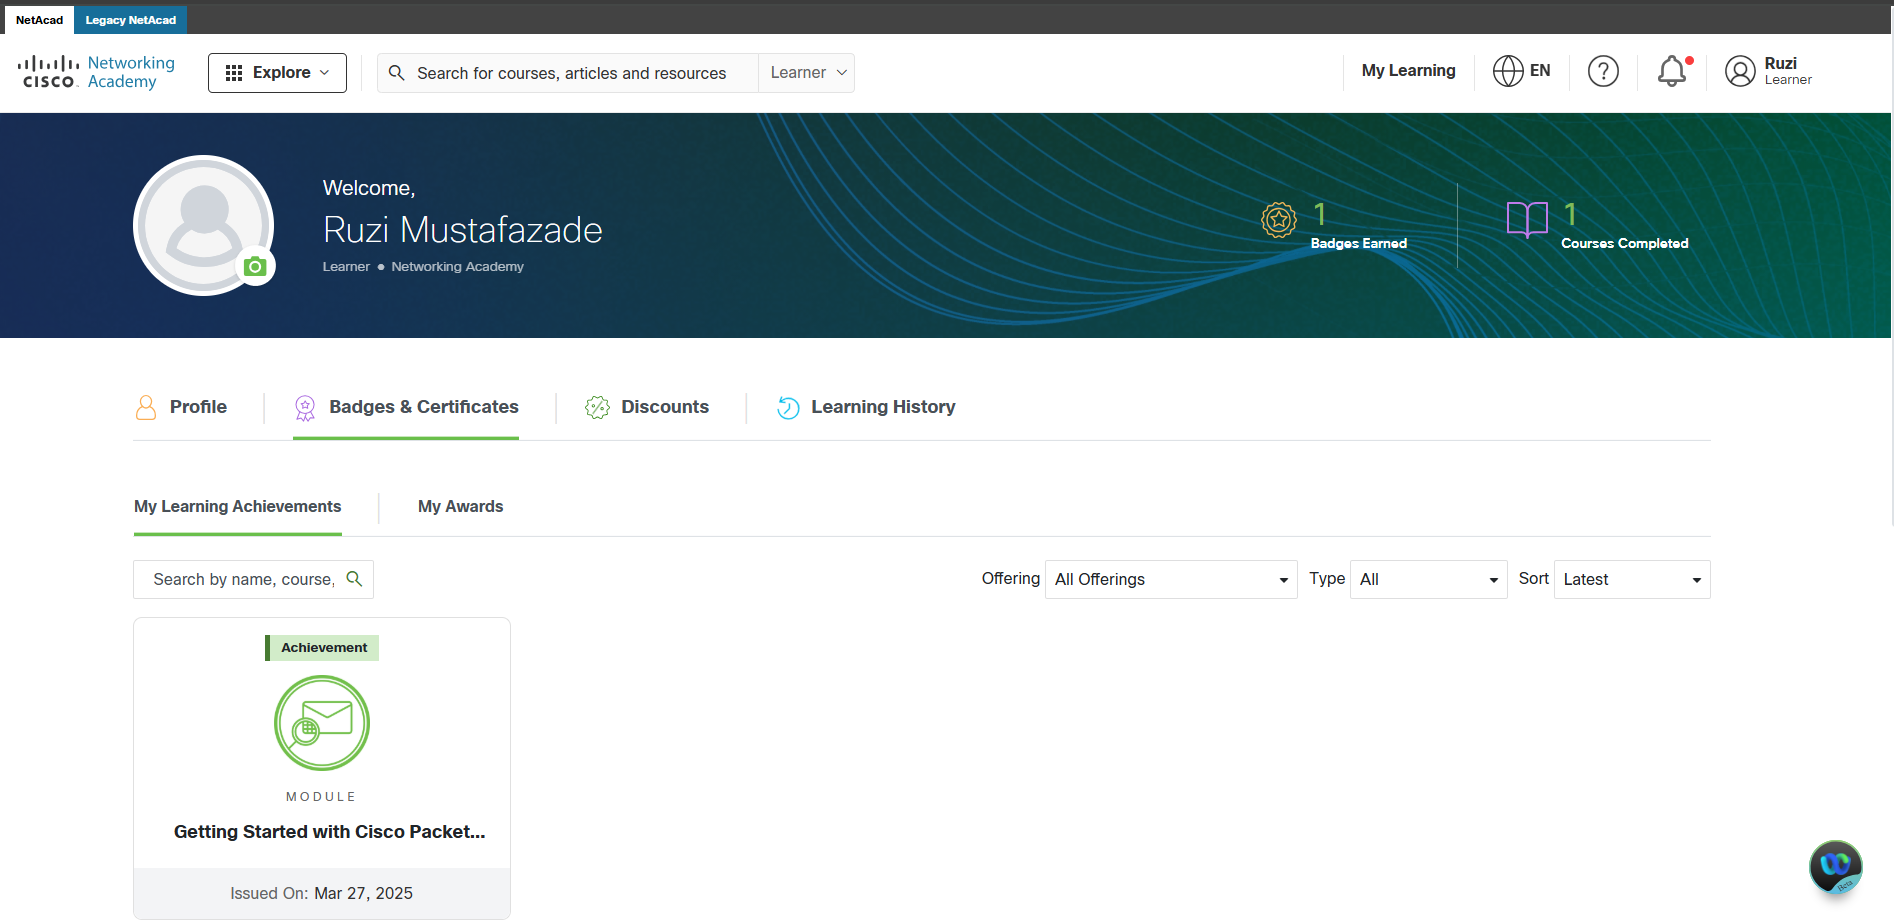 NetAcad
Legacy NetAcad
CISCO Networking Academy
Explore
Search for courses, articles and resources
Learner
My Learning
EN
Ruzi
Learner
Welcome,
Ruzi Mustafazade
Learner • Networking Academy
1
Badges Earned
1
Courses Completed
Profile
Badges & Certificates
Discounts
Learning History
My Learning Achievements
My Awards
Search by name, course,
Offering
All Offerings
Type
All
Sort
Latest
Achievement
MODULE
Getting Started with Cisco Packet...
Issued On: Mar 27, 2025
Beta